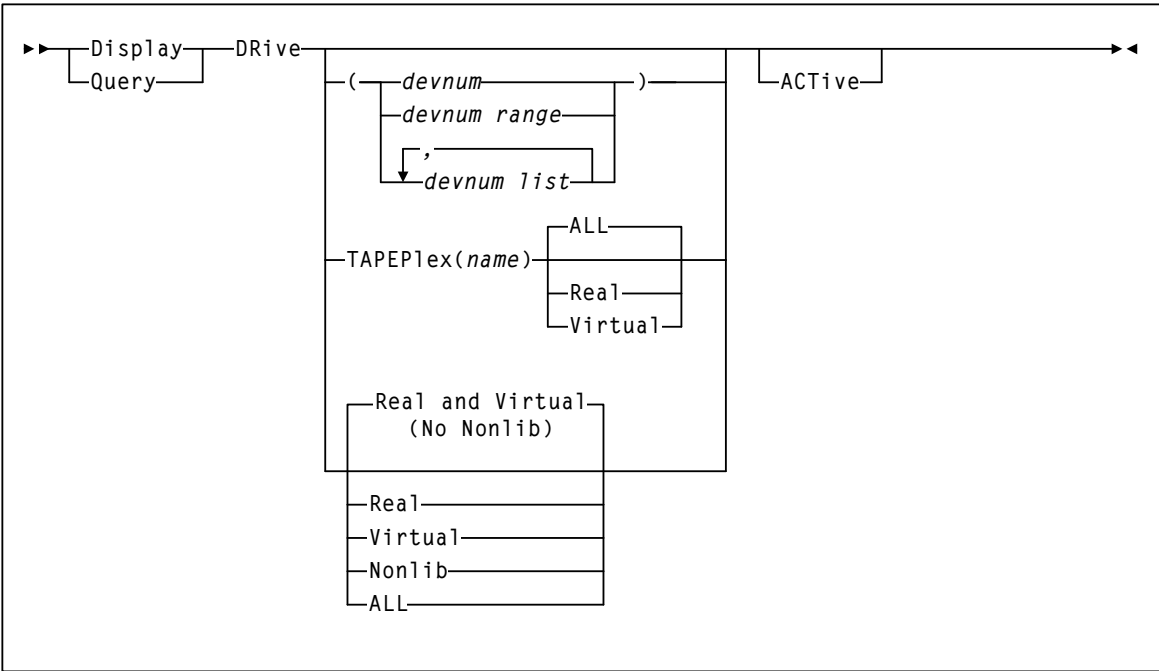 Display DRive
Query
( devnum )
ACTive
devnum range
,
devnum list
ALL
TAPEPlex(name)
Real
Virtual
Real and Virtual
(No Nonlib)
Real
Virtual
Nonlib
ALL